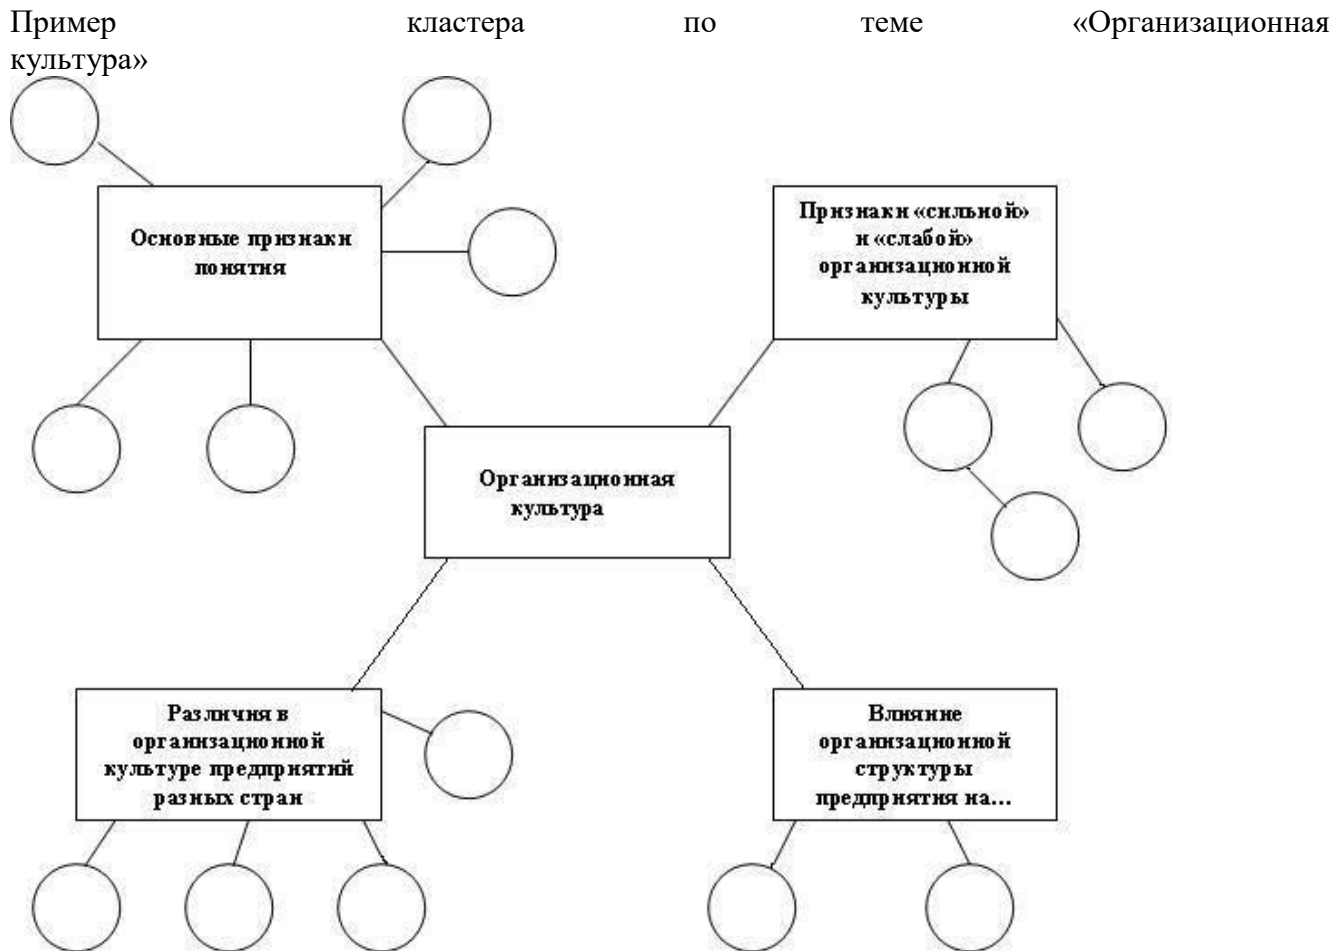 Пример кластера по теме «Организационная
культура»
Основные признаки
понятия
Признаки «сильной»
и «слабой»
организационной
культуры
Организационная
культура
Различия в
организационной
культуре предприятий
разных стран
Влияние
организационной
структуры
предприятия на...